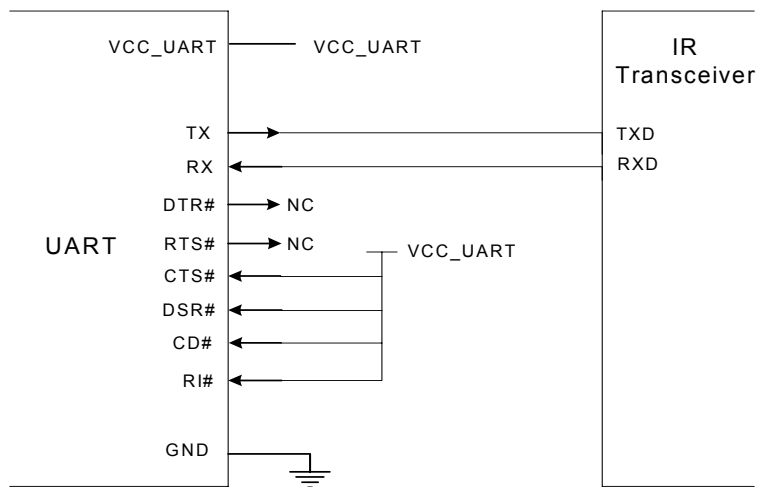 VCC_UART
VCC_UART
IR
Transceiver
TX
TXD
RX
RXD
DTR#
NC
UART
RTS#
NC
VCC_UART
CTS#
DSR#
CD#
RI#
GND